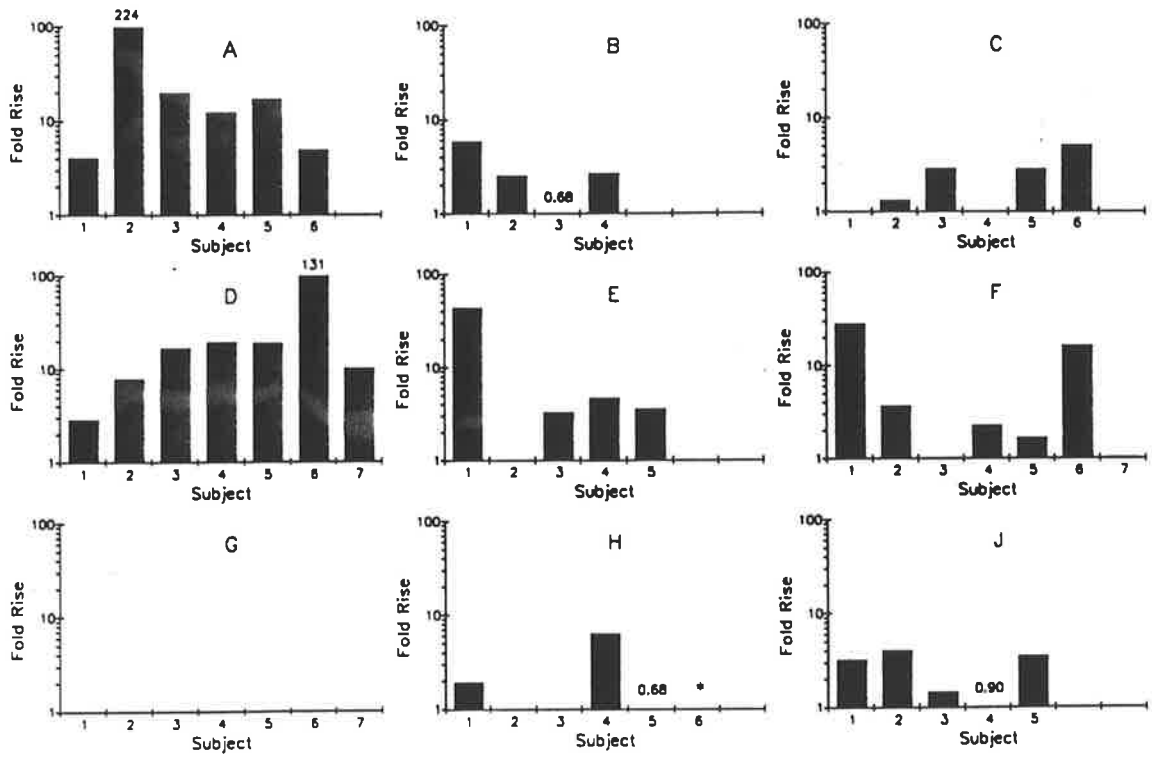 224
100
10
1
Fold Rise
A
1 2 3 4 5 6
Subject
100
10
1
Fold Rise
B
0.68
1 2 3 4
Subject
100
10
1
Fold Rise
C
1 2 3 4 5 6
Subject
131
100
10
1
Fold Rise
D
1 2 3 4 5 6 7
Subject
100
10
1
Fold Rise
E
1 2 3 4 5
Subject
100
10
1
Fold Rise
F
1 2 3 4 5 6 7
Subject
100
10
1
Fold Rise
G
1 2 3 4 5 6 7
Subject
100
10
1
Fold Rise
H
0.68 *
1 2 3 4 5 6
Subject
100
10
1
Fold Rise
J
0.90
1 2 3 4 5
Subject